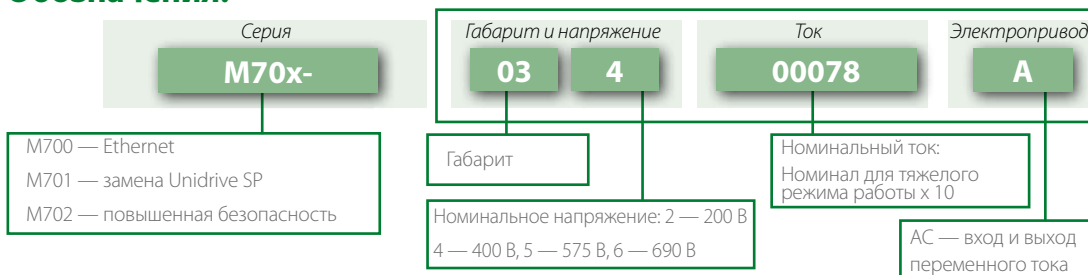 Обозначения:
Серия
Габарит и напряжение
Ток
Электропривод
M70x-
03
4
00078
A
M700 — Ethernet
M701 — замена Unidrive SP
M702 — повышенная безопасность
Габарит
Номинальное напряжение: 2 — 200 В
4 — 400 В, 5 — 575 В, 6 — 690 В
Номинальный ток:
Номинал для тяжелого
режима работы x 10
AC — вход и выход
переменного тока